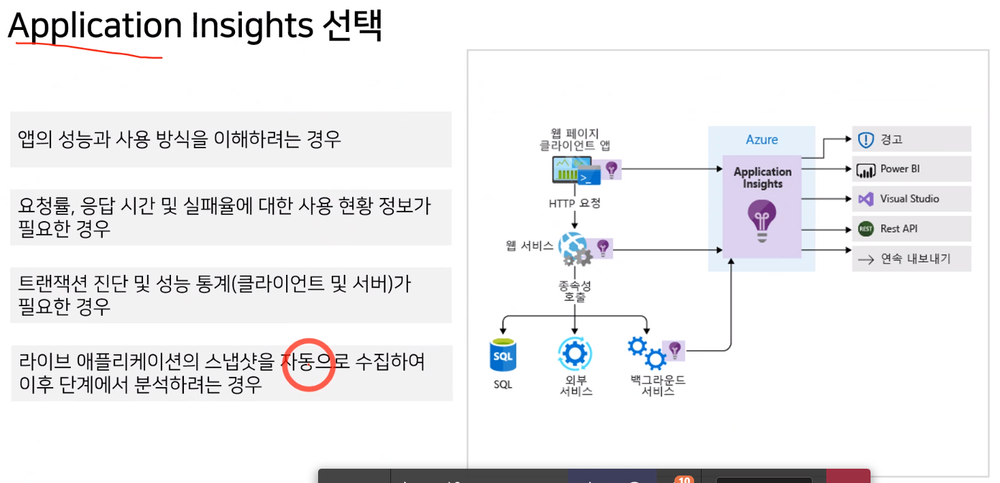 Application Insights 선택
앱의 성능과 사용 방식을 이해하려는 경우
요청률, 응답 시간 및 실패율에 대한 사용 현황 정보가
필요한 경우
트랜잭션 진단 및 성능 통계(클라이언트 및 서버)가
필요한 경우
라이브 애플리케이션의 스냅샷을 자동으로 수집하여
이후 단계에서 분석하려는 경우
웹 페이지
클라이언트 앱
HTTP 요청
웹 서비스
종속성
호출
SQL
SQL
외부
서비스
백그라운드
서비스
Azure
Application
Insights
경고
Power BI
Visual Studio
REST
Rest API
연속 내보내기
10